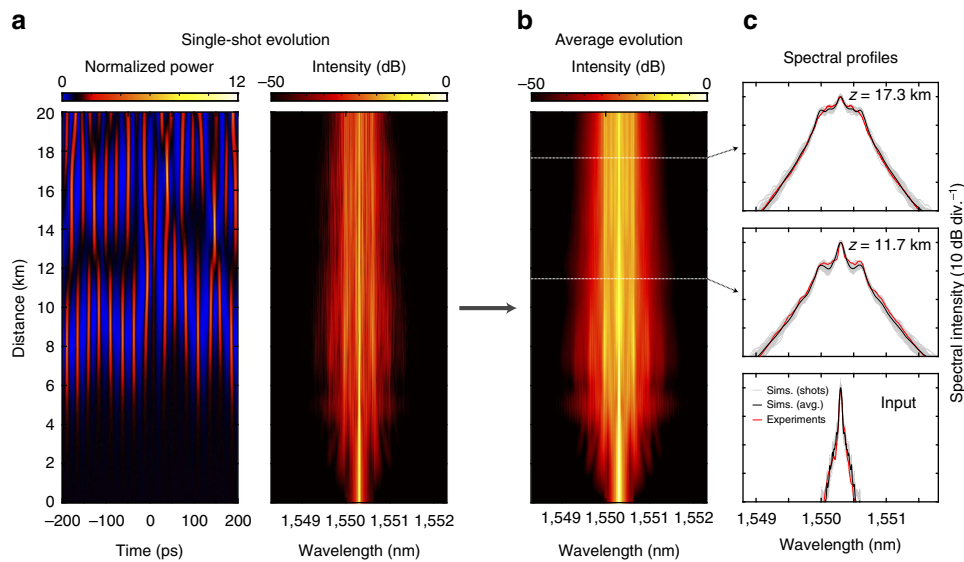 a
Single-shot evolution
Normalized power
0 12
Intensity (dB)
−50 0
20
18
16
14
12
10
8
6
4
2
0
Distance (km)
−200 −100 0 100 200
Time (ps)
1,549 1,550 1,551 1,552
Wavelength (nm)
b
Average evolution
Intensity (dB)
−50 0
1,549 1,550 1,551 1,552
Wavelength (nm)
c
Spectral profiles
z = 17.3 km
z = 11.7 km
Input
Sims. (shots)
Sims. (avg.)
Experiments
Spectral intensity (10 dB div.⁻¹)
1,549 1,550 1,551
Wavelength (nm)